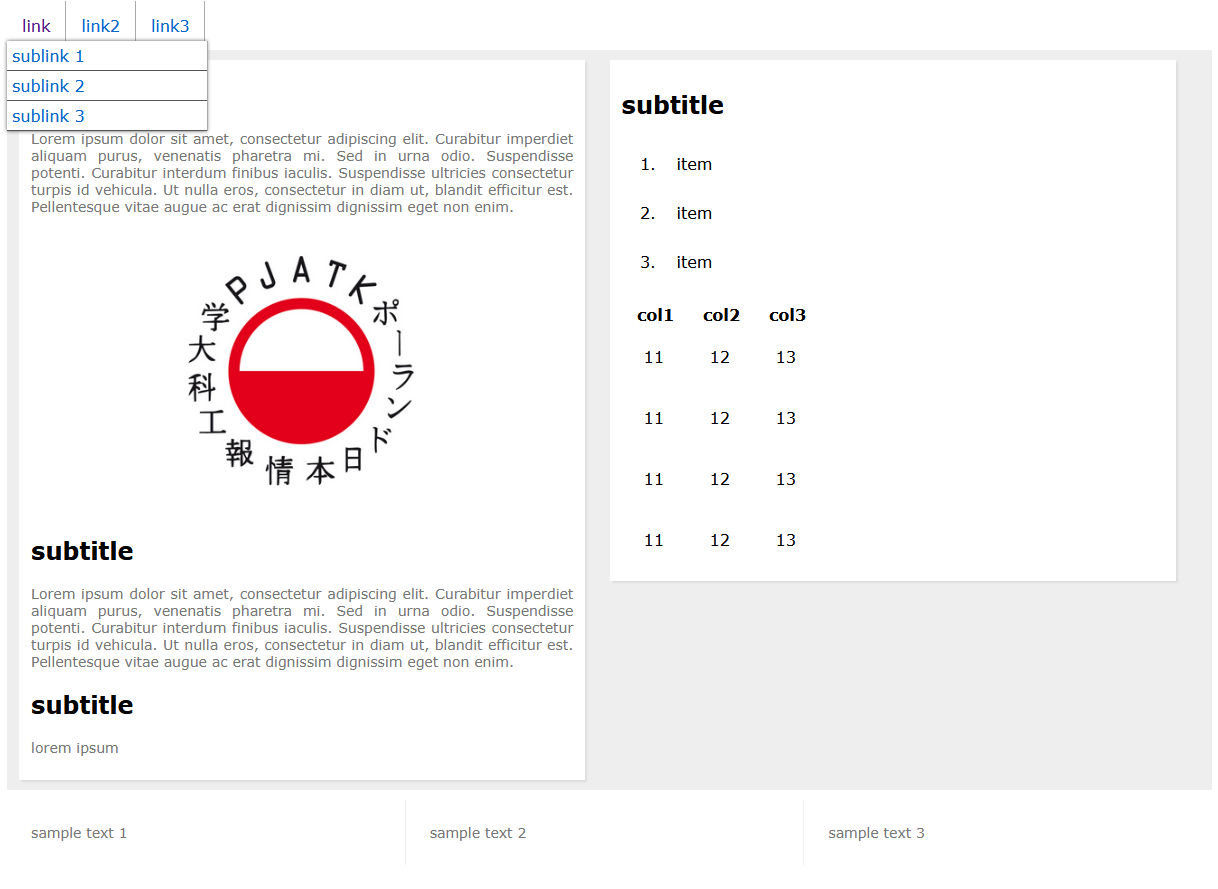 link link2 link3
sublink 1
sublink 2
sublink 3
Lorem ipsum dolor sit amet, consectetur adipiscing elit. Curabitur imperdiet
aliquam purus, venenatis pharetra mi. Sed in urna odio. Suspendisse
potenti. Curabitur interdum finibus iaculis. Suspendisse ultricies consectetur
turpis id vehicula. Ut nulla eros, consectetur in diam ut, blandit efficitur est.
Pellentesque vitae augue ac erat dignissim dignissim eget non enim.
PJATK
ポーランド日本情報工科大学
subtitle
Lorem ipsum dolor sit amet, consectetur adipiscing elit. Curabitur imperdiet
aliquam purus, venenatis pharetra mi. Sed in urna odio. Suspendisse
potenti. Curabitur interdum finibus iaculis. Suspendisse ultricies consectetur
turpis id vehicula. Ut nulla eros, consectetur in diam ut, blandit efficitur est.
Pellentesque vitae augue ac erat dignissim dignissim eget non enim.
subtitle
lorem ipsum
subtitle
1. item
2. item
3. item
col1 col2 col3
11 12 13
11 12 13
11 12 13
11 12 13
sample text 1
sample text 2
sample text 3